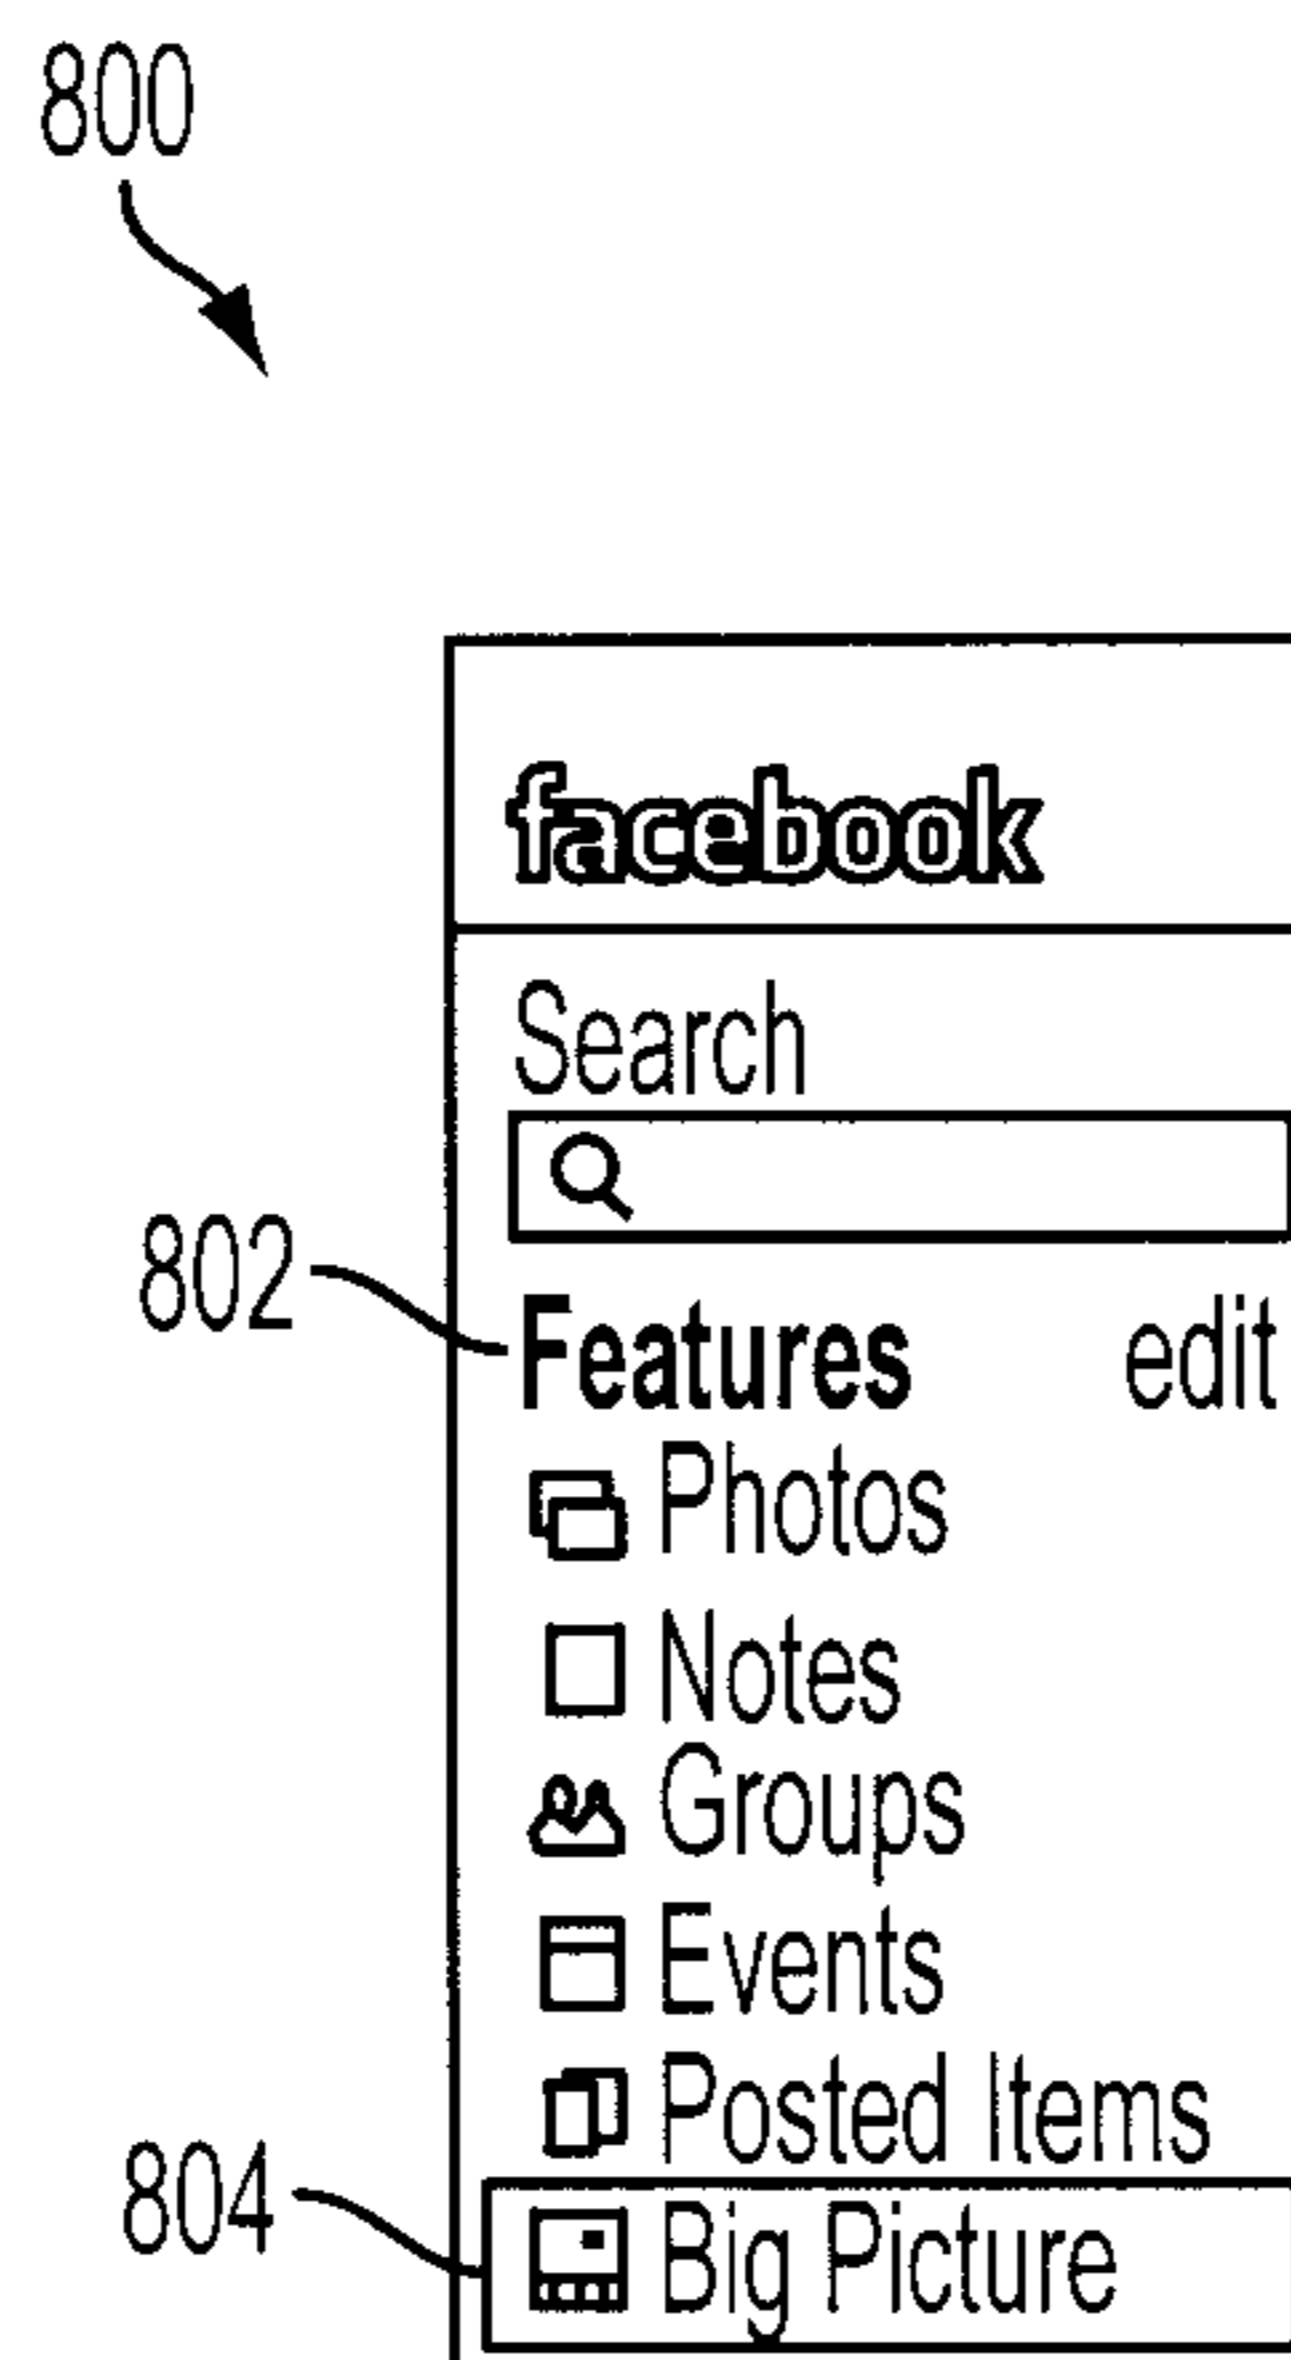 800
facebook
Search
802
Features edit
Photos
Notes
Groups
Events
Posted Items
804
Big Picture